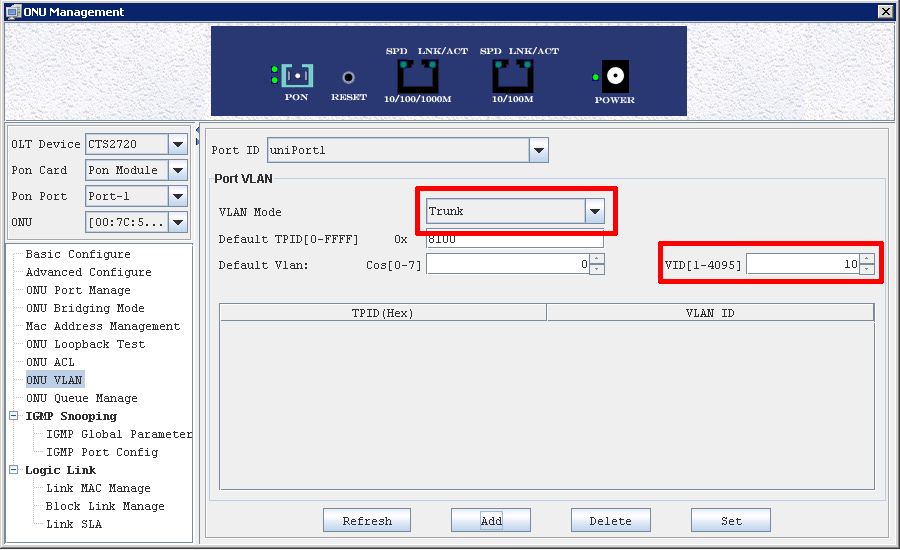 ONU Management
SPD LNK/ACT SPD LNK/ACT
PON RESET 10/100/1000M 10/100M POWER
OLT Device CTS2720
Pon Card Pon Module
Pon Port Port-1
ONU [00:7C:5...
Basic Configure
Advanced Configure
ONU Port Manage
ONU Bridging Mode
Mac Address Management
ONU Loopback Test
ONU ACL
ONU VLAN
ONU Queue Manage
IGMP Snooping
IGMP Global Parameter
IGMP Port Config
Logic Link
Link MAC Manage
Block Link Manage
Link SLA
Port ID uniPort1
Port VLAN
VLAN Mode Trunk
Default TPID[0-FFFF] 0x 8100
Default Vlan: Cos[0-7] 0 VID[1-4095] 10
TPID(Hex) VLAN ID
Refresh Add Delete Set